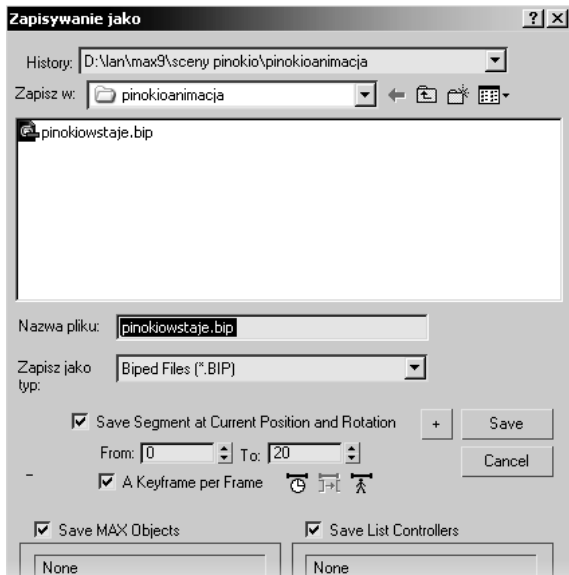 Zapisywanie jako
History: D:\lan\max9\sceny pinokio\pinokioanimacja
Zapisz w: pinokioanimacja
pinokiowstaje.bip
Nazwa pliku: pinokiowstaje.bip
Zapisz jako typ: Biped Files (*.BIP)
Save Segment at Current Position and Rotation + Save
From: 0 To: 20
Cancel
A Keyframe per Frame
Save MAX Objects Save List Controllers
None None